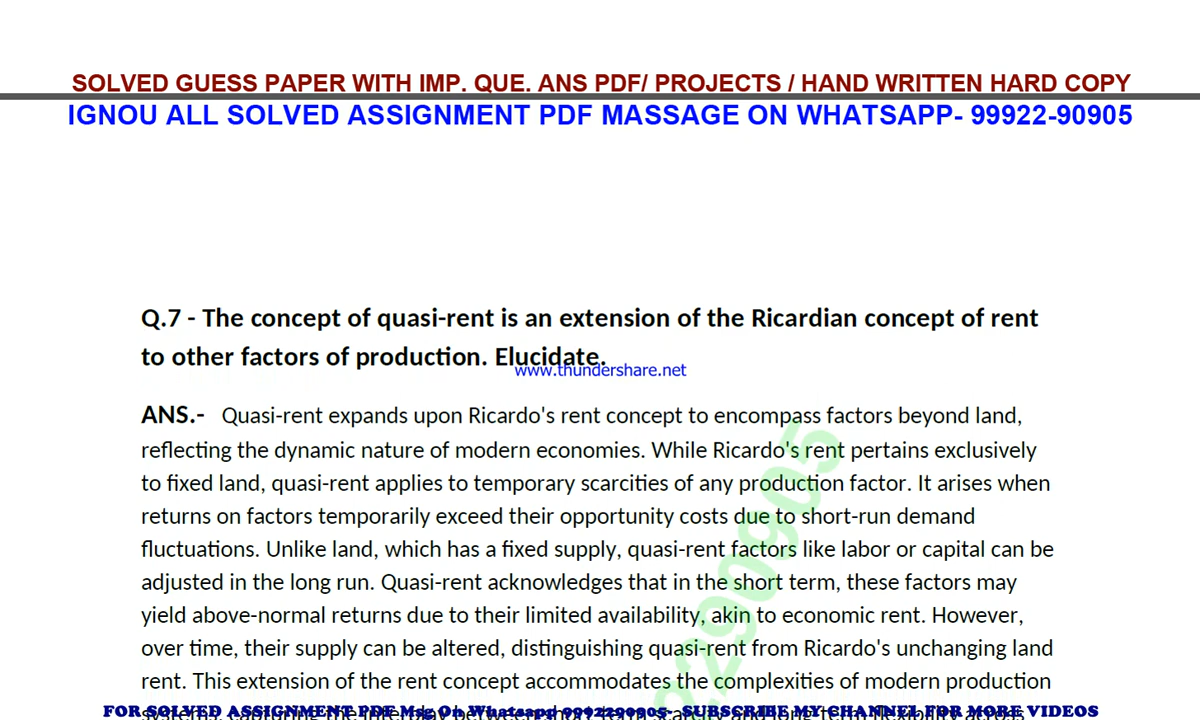 SOLVED GUESS PAPER WITH IMP. QUE. ANS PDF/ PROJECTS / HAND WRITTEN HARD COPY
IGNOU ALL SOLVED ASSIGNMENT PDF MASSAGE ON WHATSAPP- 99922-90905
Q.7 - The concept of quasi-rent is an extension of the Ricardian concept of rent
to other factors of production. Elucidate.
www.thundershare.net
ANS.- Quasi-rent expands upon Ricardo's rent concept to encompass factors beyond land,
reflecting the dynamic nature of modern economies. While Ricardo's rent pertains exclusively
to fixed land, quasi-rent applies to temporary scarcities of any production factor. It arises when
returns on factors temporarily exceed their opportunity costs due to short-run demand
fluctuations. Unlike land, which has a fixed supply, quasi-rent factors like labor or capital can be
adjusted in the long run. Quasi-rent acknowledges that in the short term, these factors may
yield above-normal returns due to their limited availability, akin to economic rent. However,
over time, their supply can be altered, distinguishing quasi-rent from Ricardo's unchanging land
rent. This extension of the rent concept accommodates the complexities of modern production
FOR SOLVED ASSIGNMENT PDF Msg On Whatsapp 9992290905- SUBSCRIBE MY CHANNEL FOR MORE VIDEOS
2290905